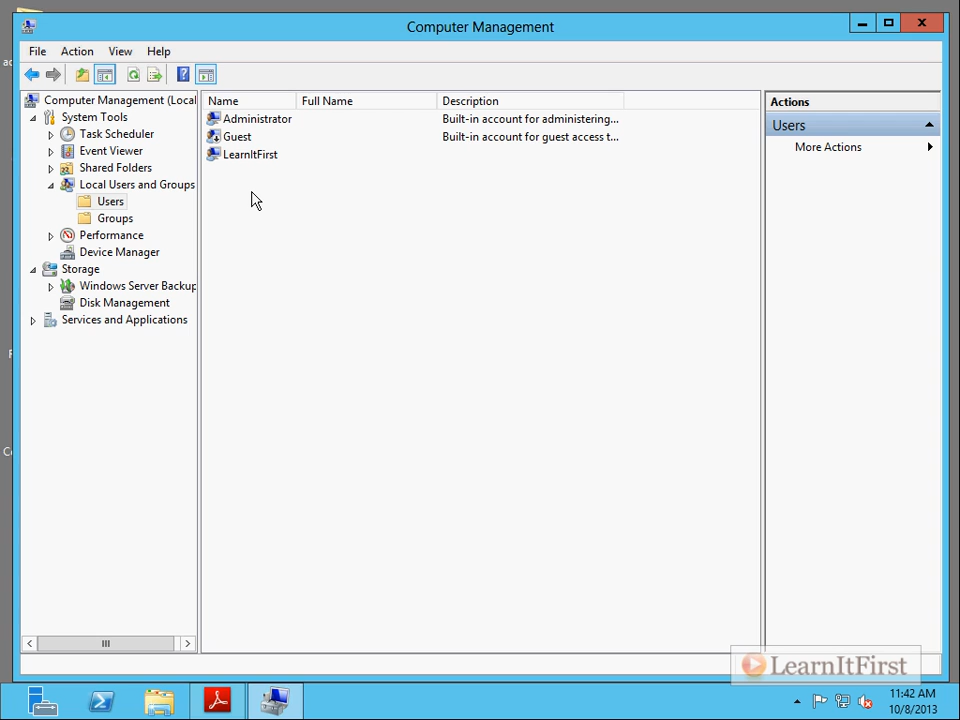 Computer Management
File Action View Help
Computer Management (Local
System Tools
Task Scheduler
Event Viewer
Shared Folders
Local Users and Groups
Users
Groups
Performance
Device Manager
Storage
Windows Server Backup
Disk Management
Services and Applications
Name Full Name Description
Administrator Built-in account for administering...
Guest Built-in account for guest access t...
LearnItFirst
Actions
Users
More Actions
LearnItFirst
11:42 AM
10/8/2013